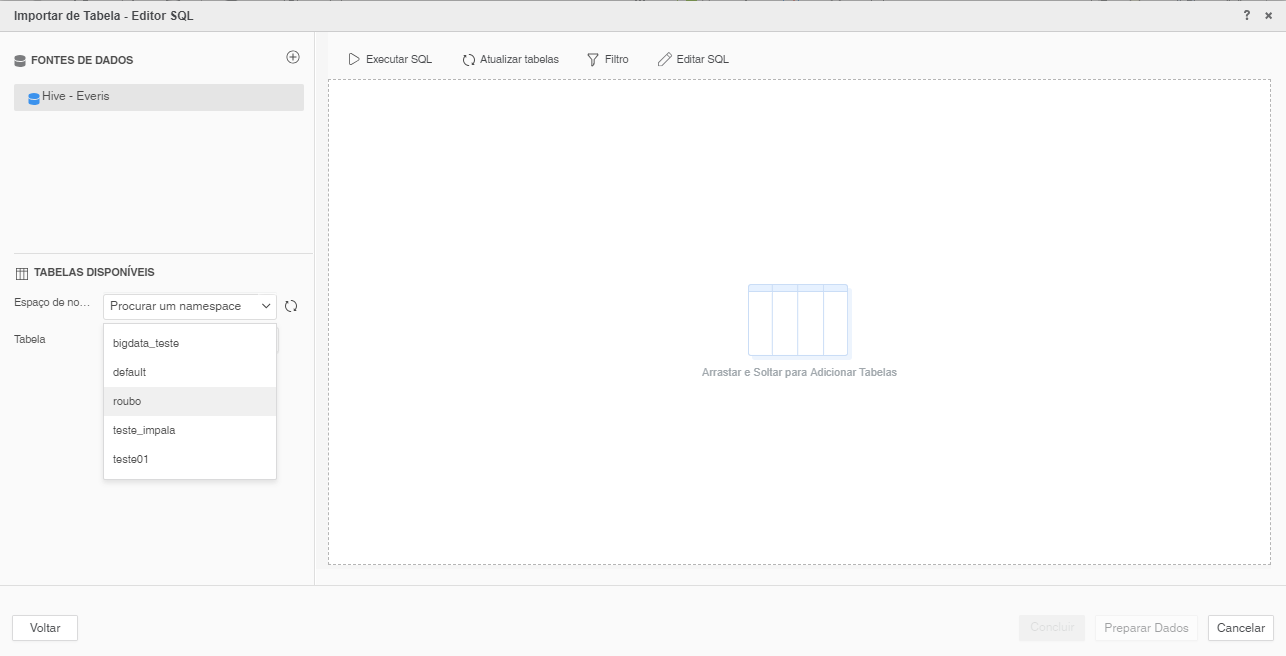 Importar de Tabela - Editor SQL
? ×
FONTES DE DADOS
Hive - Everis
Executar SQL
Atualizar tabelas
Filtro
Editar SQL
TABELAS DISPONÍVEIS
Espaço de no...
Procurar um namespace
Tabela
bigdata_teste
default
roubo
teste_impala
teste01
Arrastar e Soltar para Adicionar Tabelas
Voltar
Concluir
Preparar Dados
Cancelar